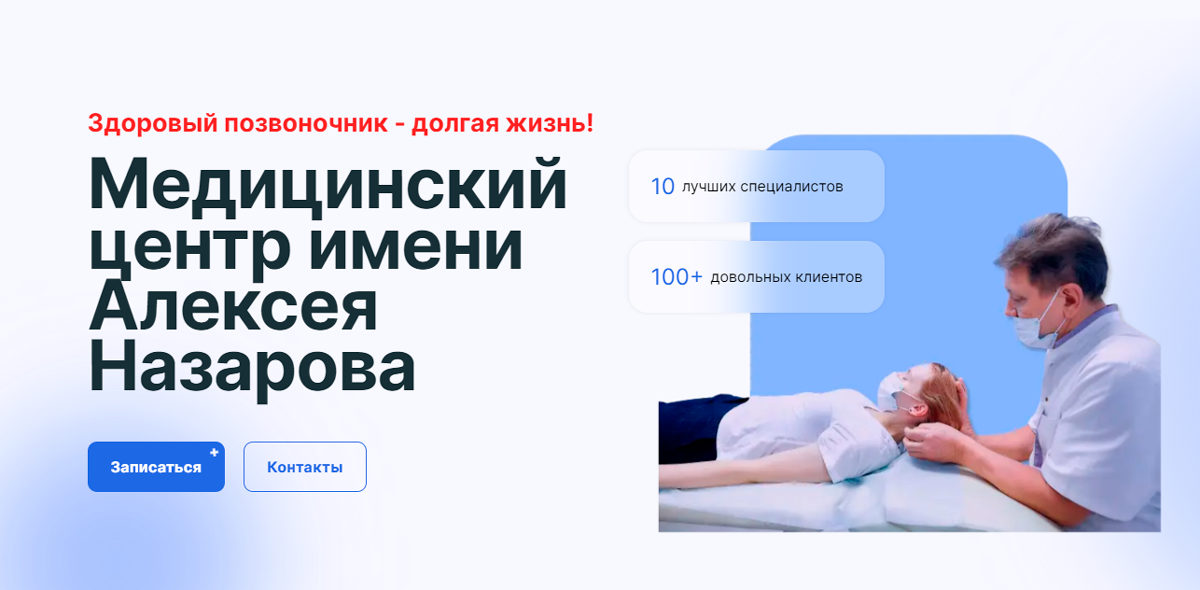 Здоровый позвоночник - долгая жизнь!
Медицинский
центр имени
Алексея
Назарова
10 лучших специалистов
100+ довольных клиентов
Записаться +
Контакты